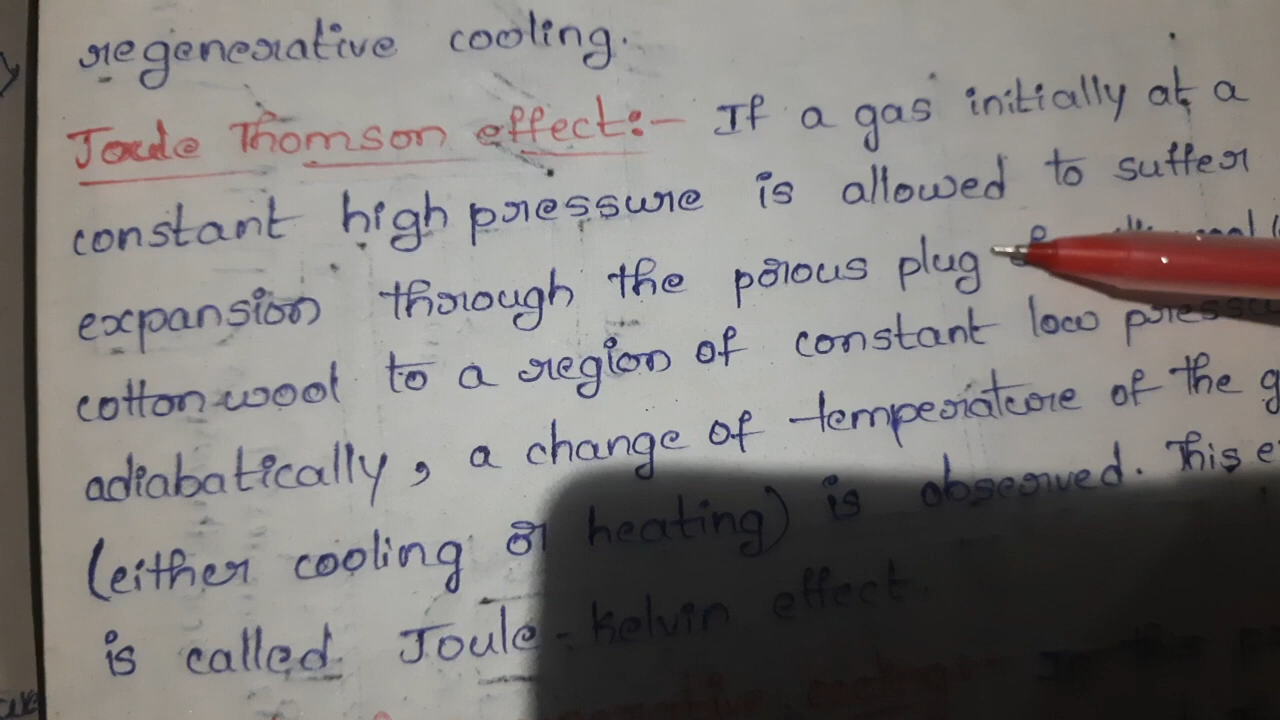 regenerative cooling.
Joule Thomson effect:- If a gas initially at a
constant high pressure is allowed to suffer
expansion through the porous plug
cotton wool to a region of constant low
adiabatically, a change of temperature of the
(either cooling or heating) is observed. This
is called Joule-Kelvin effect.